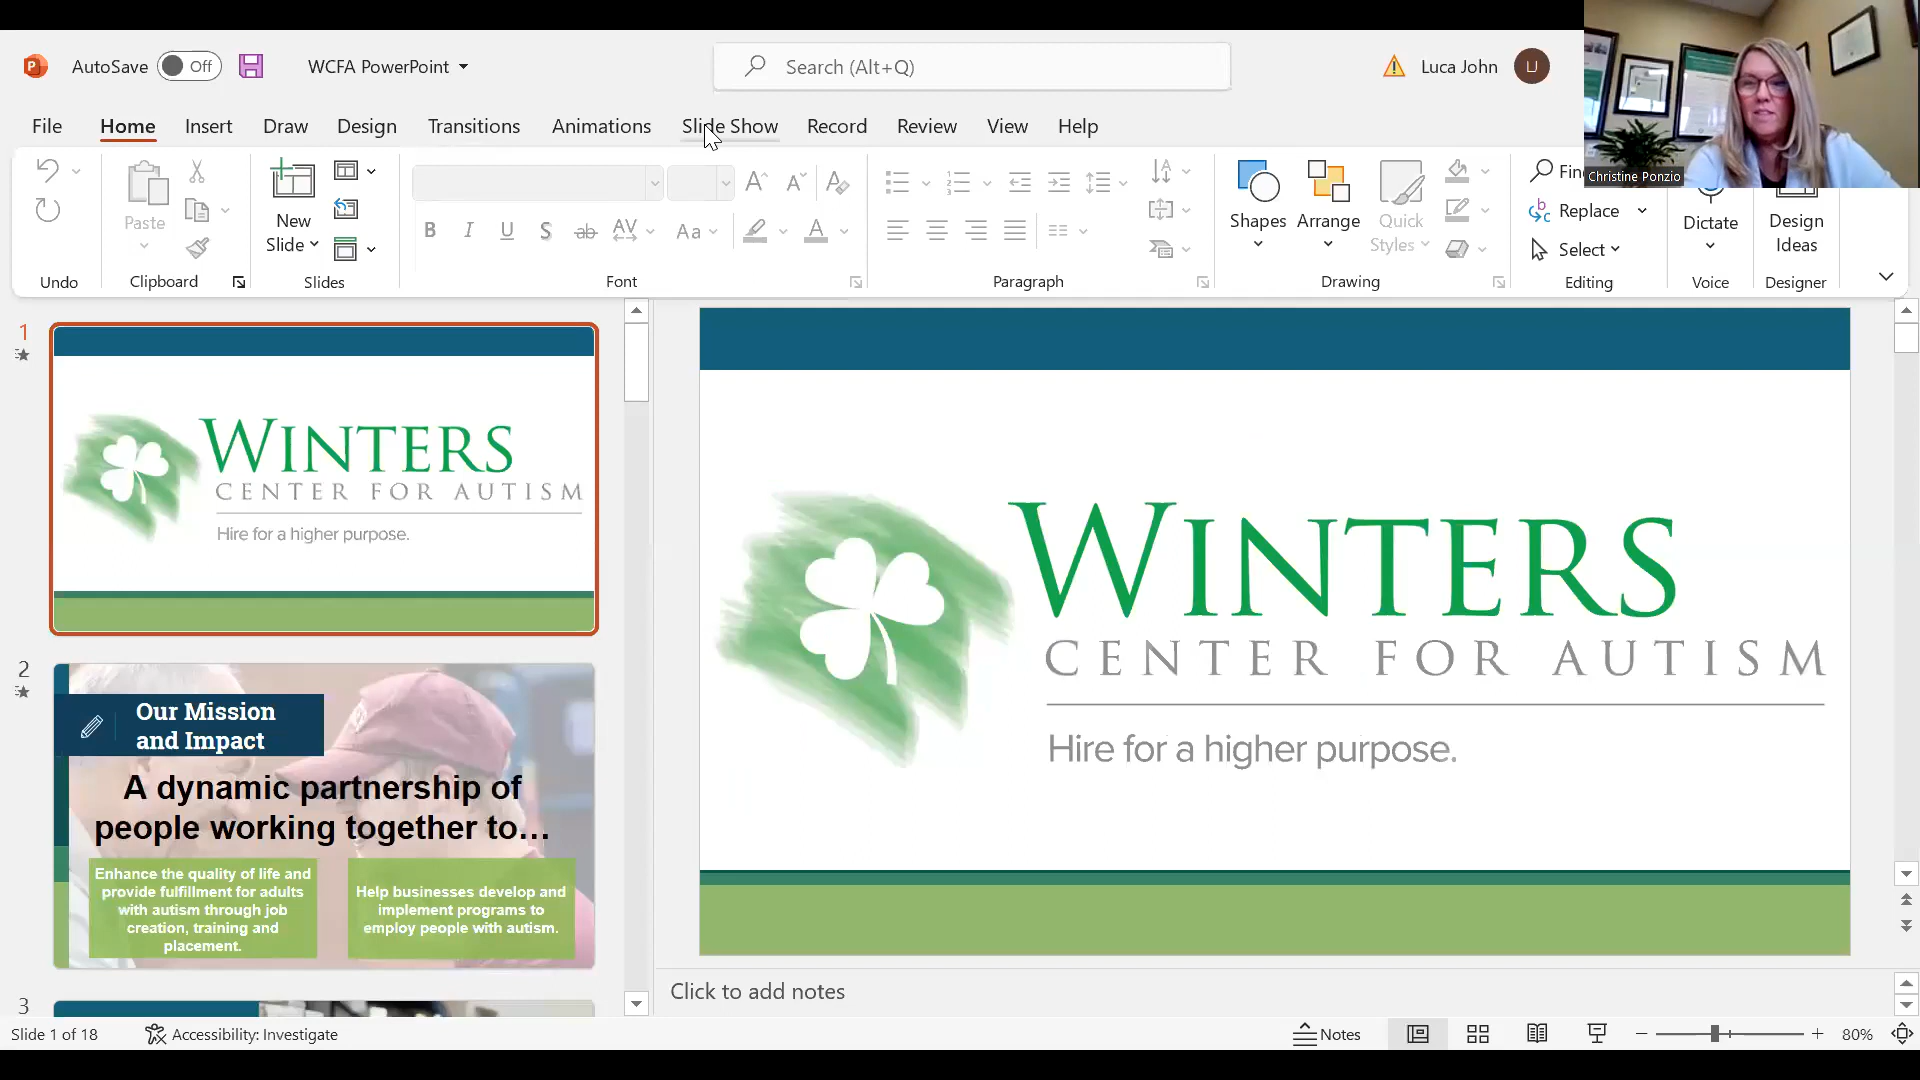 AutoSave
Off
WCFA PowerPoint
Search (Alt+Q)
Luca John
LJ
Christine Ponzio
File
Home
Insert
Draw
Design
Transitions
Animations
Slide Show
Record
Review
View
Help
Undo
Paste
Clipboard
New
Slide
Slides
B I U S ab AV Aa A
Font
Paragraph
Shapes
Arrange
Quick
Styles
Drawing
Replace
Select
Editing
Dictate
Voice
Design
Ideas
Designer
1
WINTERS
CENTER FOR AUTISM
Hire for a higher purpose.
2
Our Mission
and Impact
A dynamic partnership of
people working together to...
Enhance the quality of life and
provide fulfillment for adults
with autism through job
creation, training and
placement.
Help businesses develop and
implement programs to
employ people with autism.
3
WINTERS
CENTER FOR AUTISM
Hire for a higher purpose.
Click to add notes
Slide 1 of 18
Accessibility: Investigate
Notes
80%